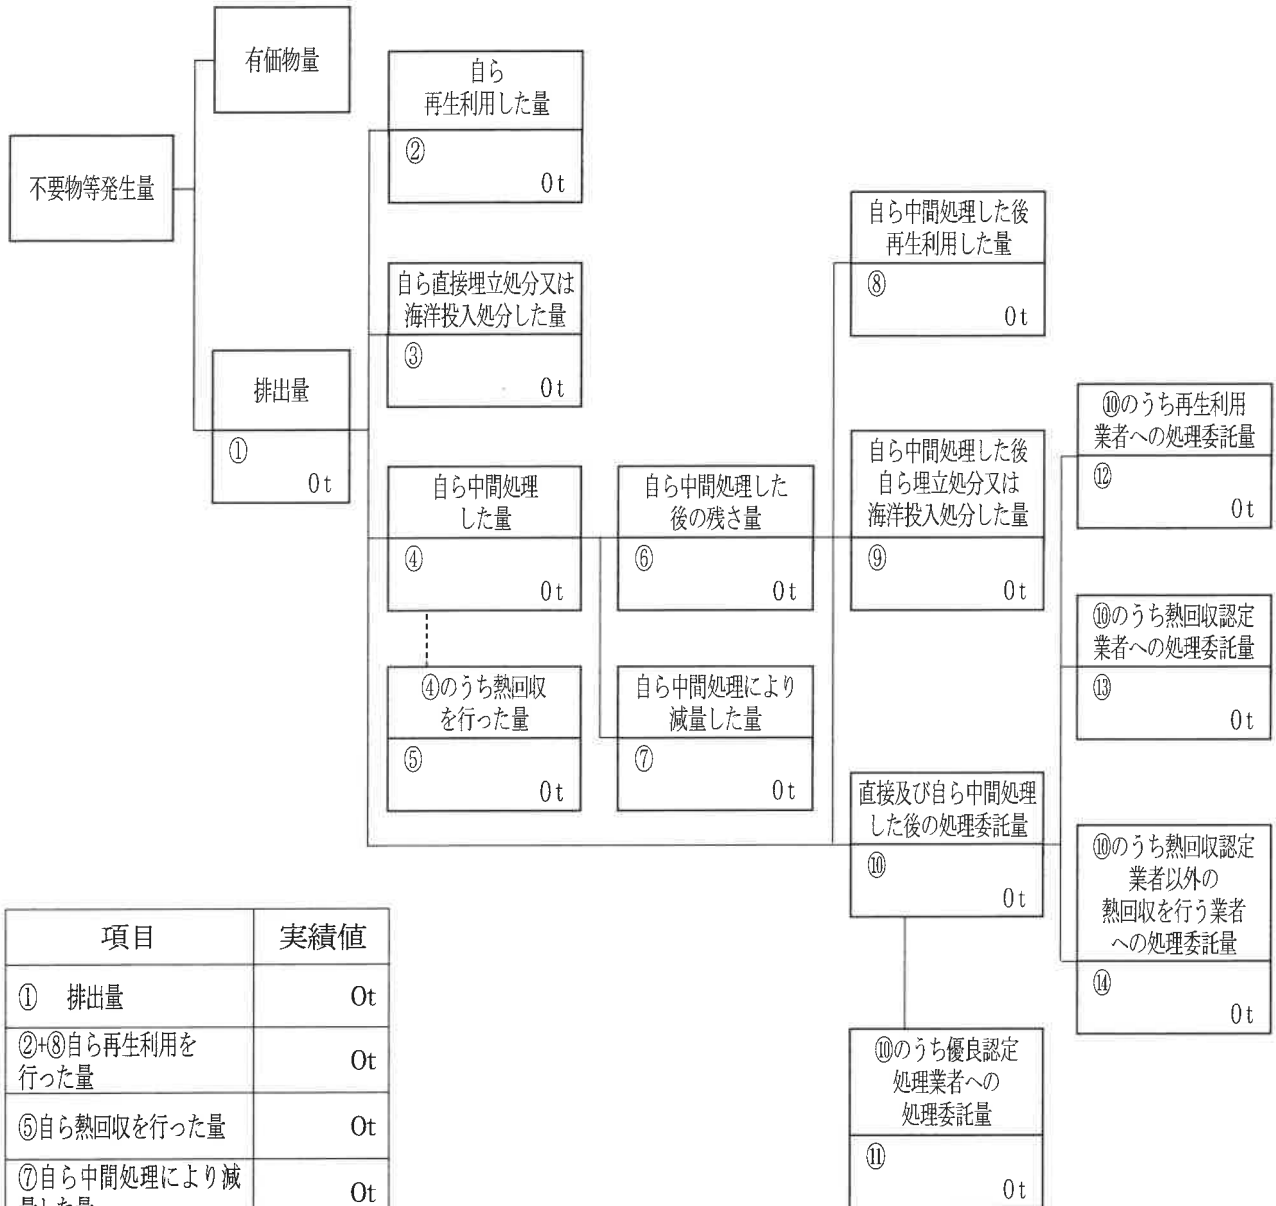 有価物量
不要物等発生量
排出量
①
0t
自ら
再生利用した量
②
0t
自ら直接埋立処分又は
海洋投入処分した量
③
0t
自ら中間処理
した量
④
0t
④のうち熱回収
を行った量
⑤
0t
自ら中間処理した
後の残さ量
⑥
0t
自ら中間処理により
減量した量
⑦
0t
自ら中間処理した後
再生利用した量
⑧
0t
自ら中間処理した後
自ら埋立処分又は
海洋投入処分した量
⑨
0t
直接及び自ら中間処理
した後の処理委託量
⑩
0t
⑩のうち優良認定
処理業者への
処理委託量
⑪
0t
⑩のうち再生利用
業者への処理委託量
⑫
0t
⑩のうち熱回収認定
業者への処理委託量
⑬
0t
⑩のうち熱回収認定
業者以外の
熱回収を行う業者
への処理委託量
⑭
0t
項目 実績値
① 排出量 0t
②+⑧自ら再生利用を
行った量 0t
⑤自ら熱回収を行った量 0t
⑦自ら中間処理により減 0t